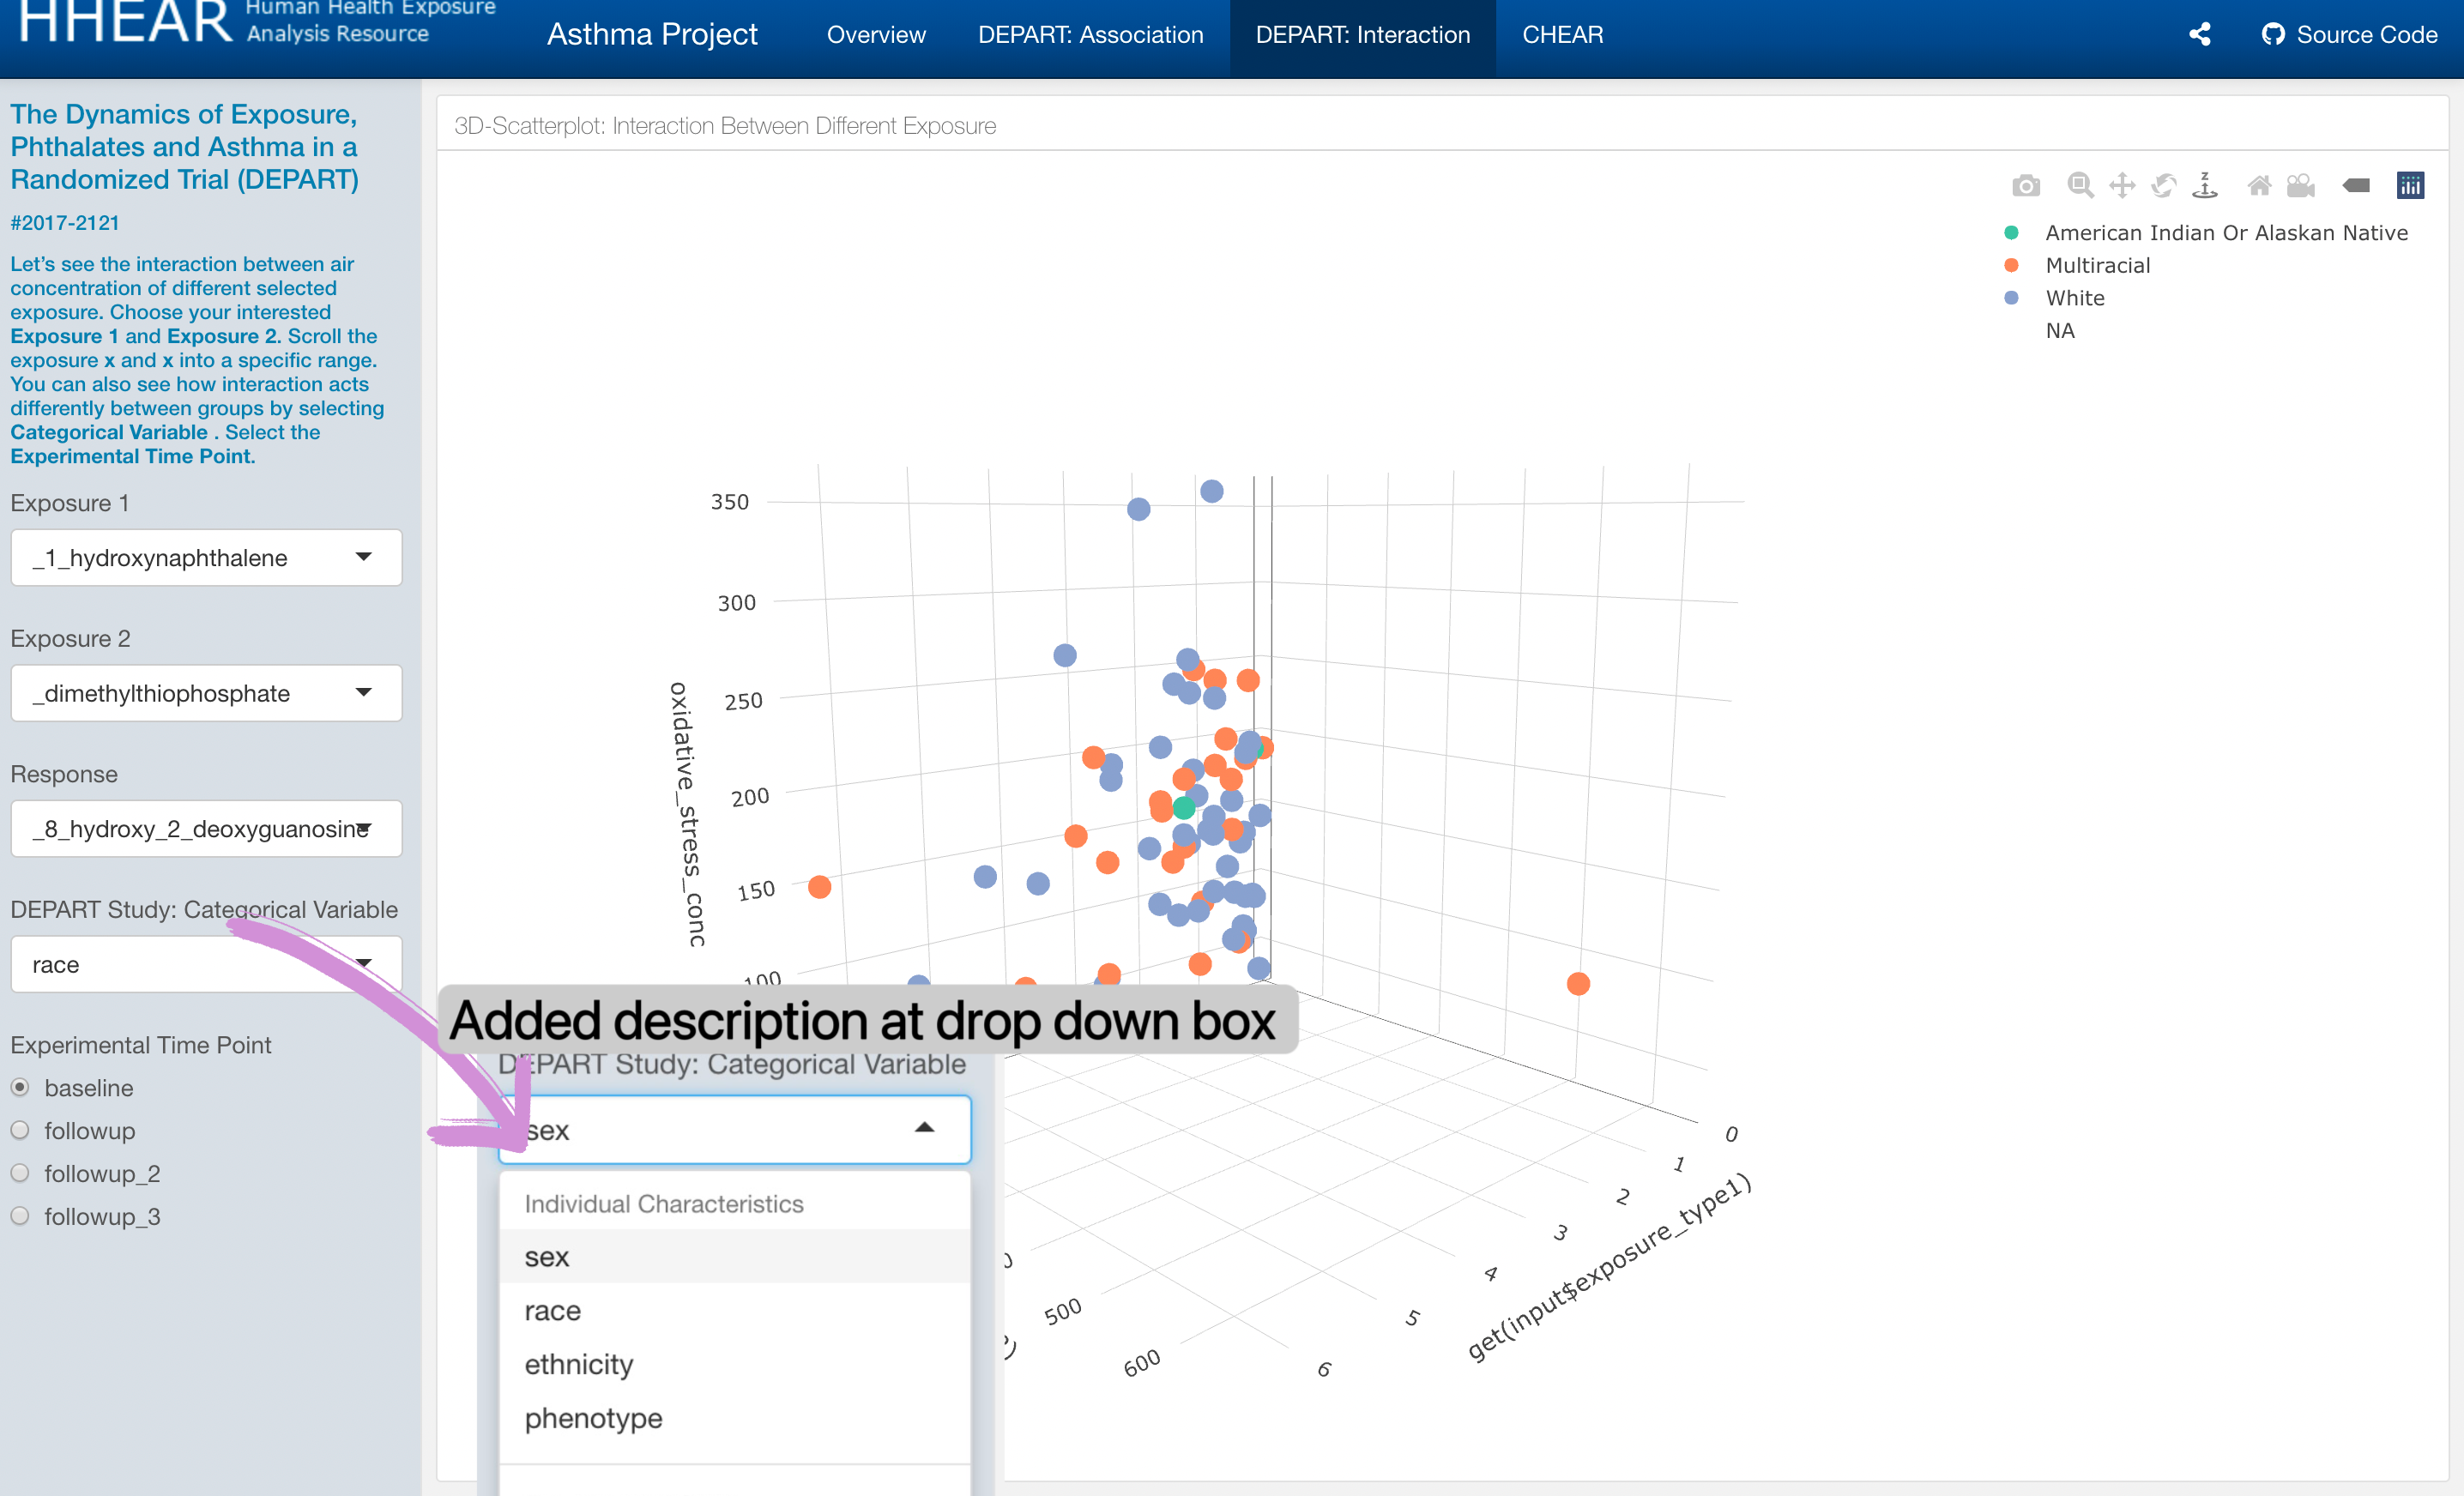 HHEAR
Human Health Exposure
Analysis Resource
Asthma Project
Overview
DEPART: Association
DEPART: Interaction
CHEAR
Source Code
The Dynamics of Exposure,
Phthalates and Asthma in a
Randomized Trial (DEPART)
#2017-2121
Let's see the interaction between air
concentration of different selected
exposure. Choose your interested
Exposure 1 and Exposure 2. Scroll the
exposure x and x into a specific range.
You can also see how interaction acts
differently between groups by selecting
Categorical Variable . Select the
Experimental Time Point.
Exposure 1
_1_hydroxynaphthalene
Exposure 2
_dimethylthiophosphate
Response
_8_hydroxy_2_deoxyguanosine
DEPART Study: Categorical Variable
race
Experimental Time Point
baseline
followup
followup_2
followup_3
3D-Scatterplot: Interaction Between Different Exposure
z
American Indian Or Alaskan Native
Multiracial
White
NA
350
300
250
200
150
100
oxidative_stress_conc
Added description at drop down box
DEPART Study: Categorical Variable
sex
Individual Characteristics
sex
race
ethnicity
phenotype
500
600
0
1
2
3
4
5
6
get(input$exposure_type1)